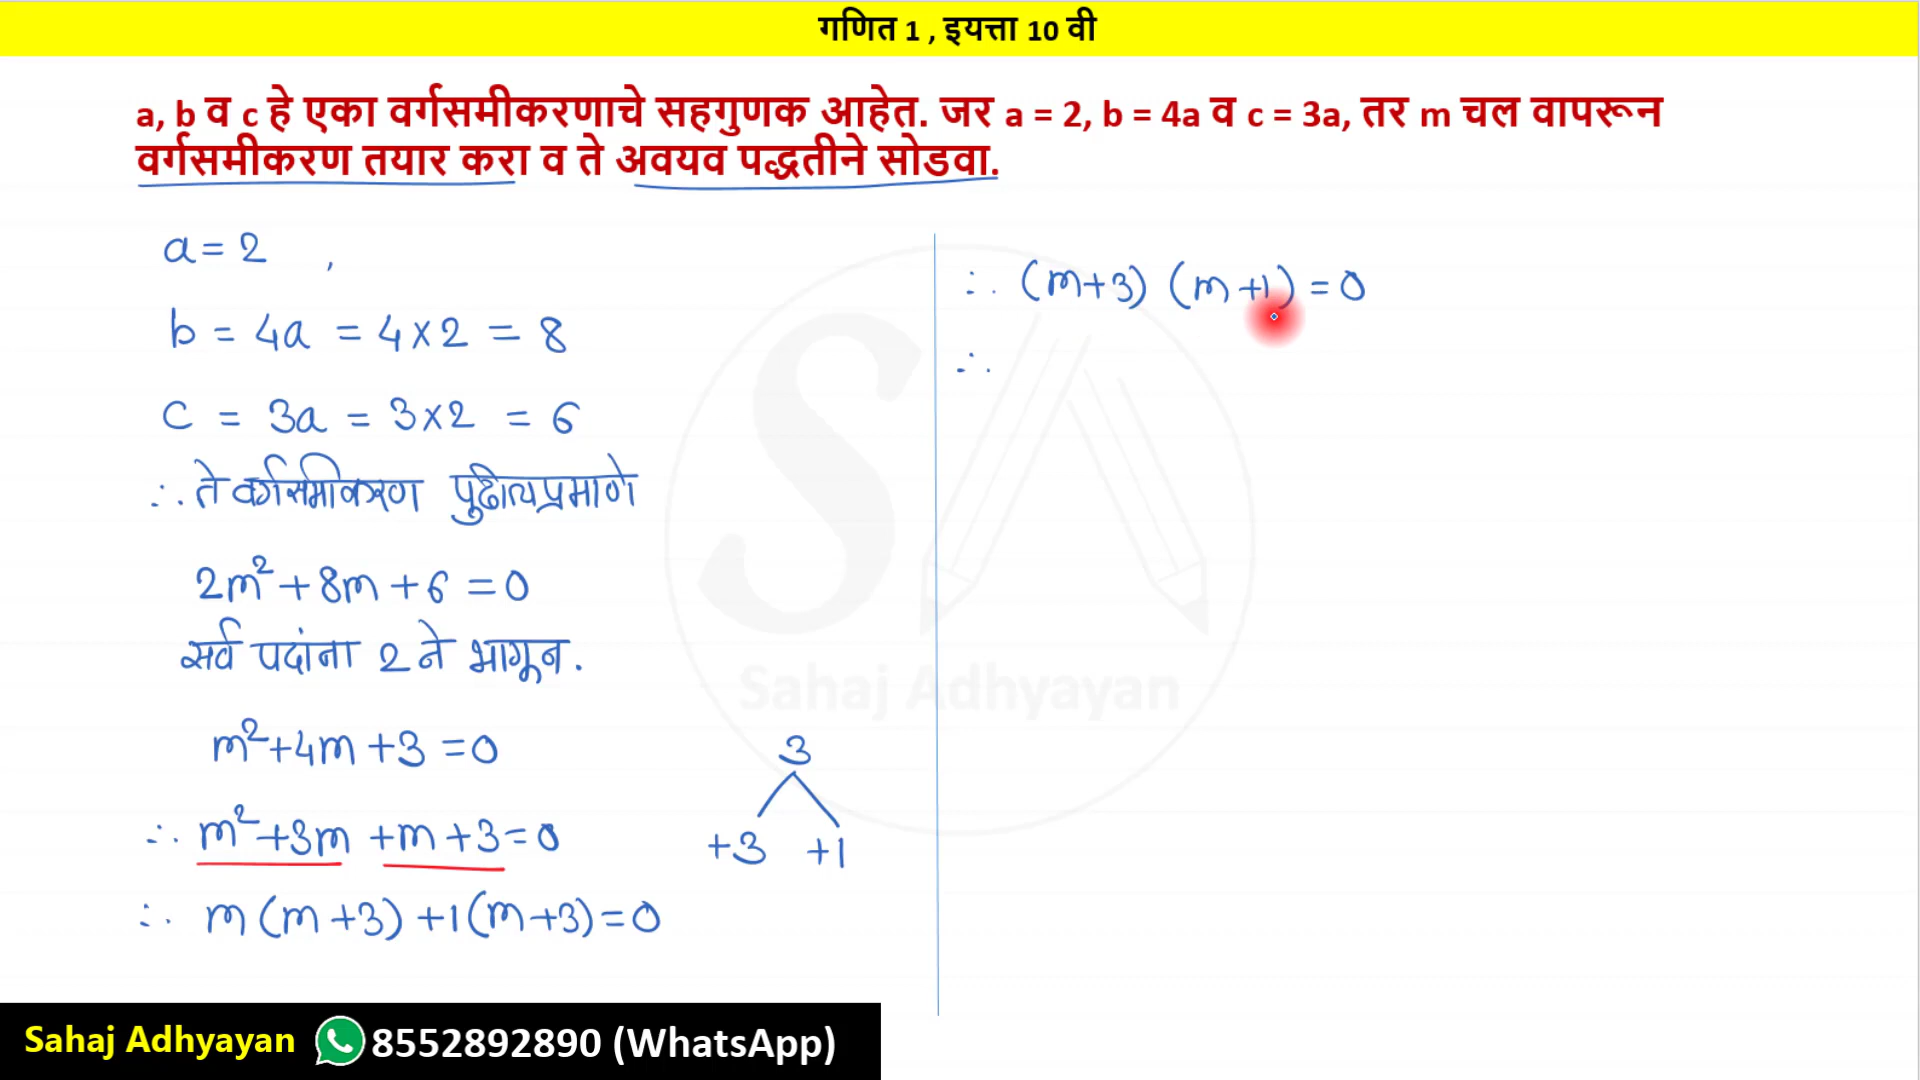 गणित 1 , इयत्ता 10 वी
a, b व c हे एका वर्गसमीकरणाचे सहगुणक आहेत. जर a = 2, b = 4a व c = 3a, तर m चल वापरून
वर्गसमीकरण तयार करा व ते अवयव पद्धतीने सोडवा.
a = 2 ,
b = 4a = 4 × 2 = 8
c = 3a = 3×2 = 6
∴ ते वर्गसमीकरण पुढीलप्रमाणे
2m² + 8m + 6 = 0
सर्व पदांना 2 ने भागून.
m² + 4m + 3 = 0
∴ m² + 3m + m + 3 = 0
3
+3 +1
∴ m (m + 3) + 1 (m + 3) = 0
∴ (m + 3) (m + 1) = 0
∴
Sahaj Adhyayan
Sahaj Adhyayan 8552892890 (WhatsApp)